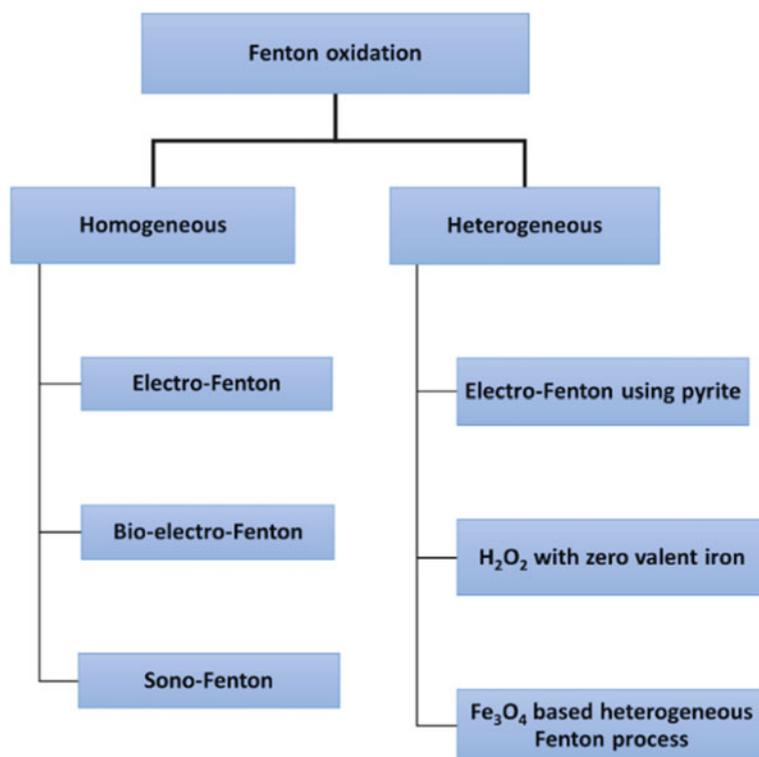 Fenton oxidation
Homogeneous
Heterogeneous
Electro-Fenton
Bio-electro-Fenton
Sono-Fenton
Electro-Fenton using pyrite
H₂O₂ with zero valent iron
Fe₃O₄ based heterogeneous
Fenton process